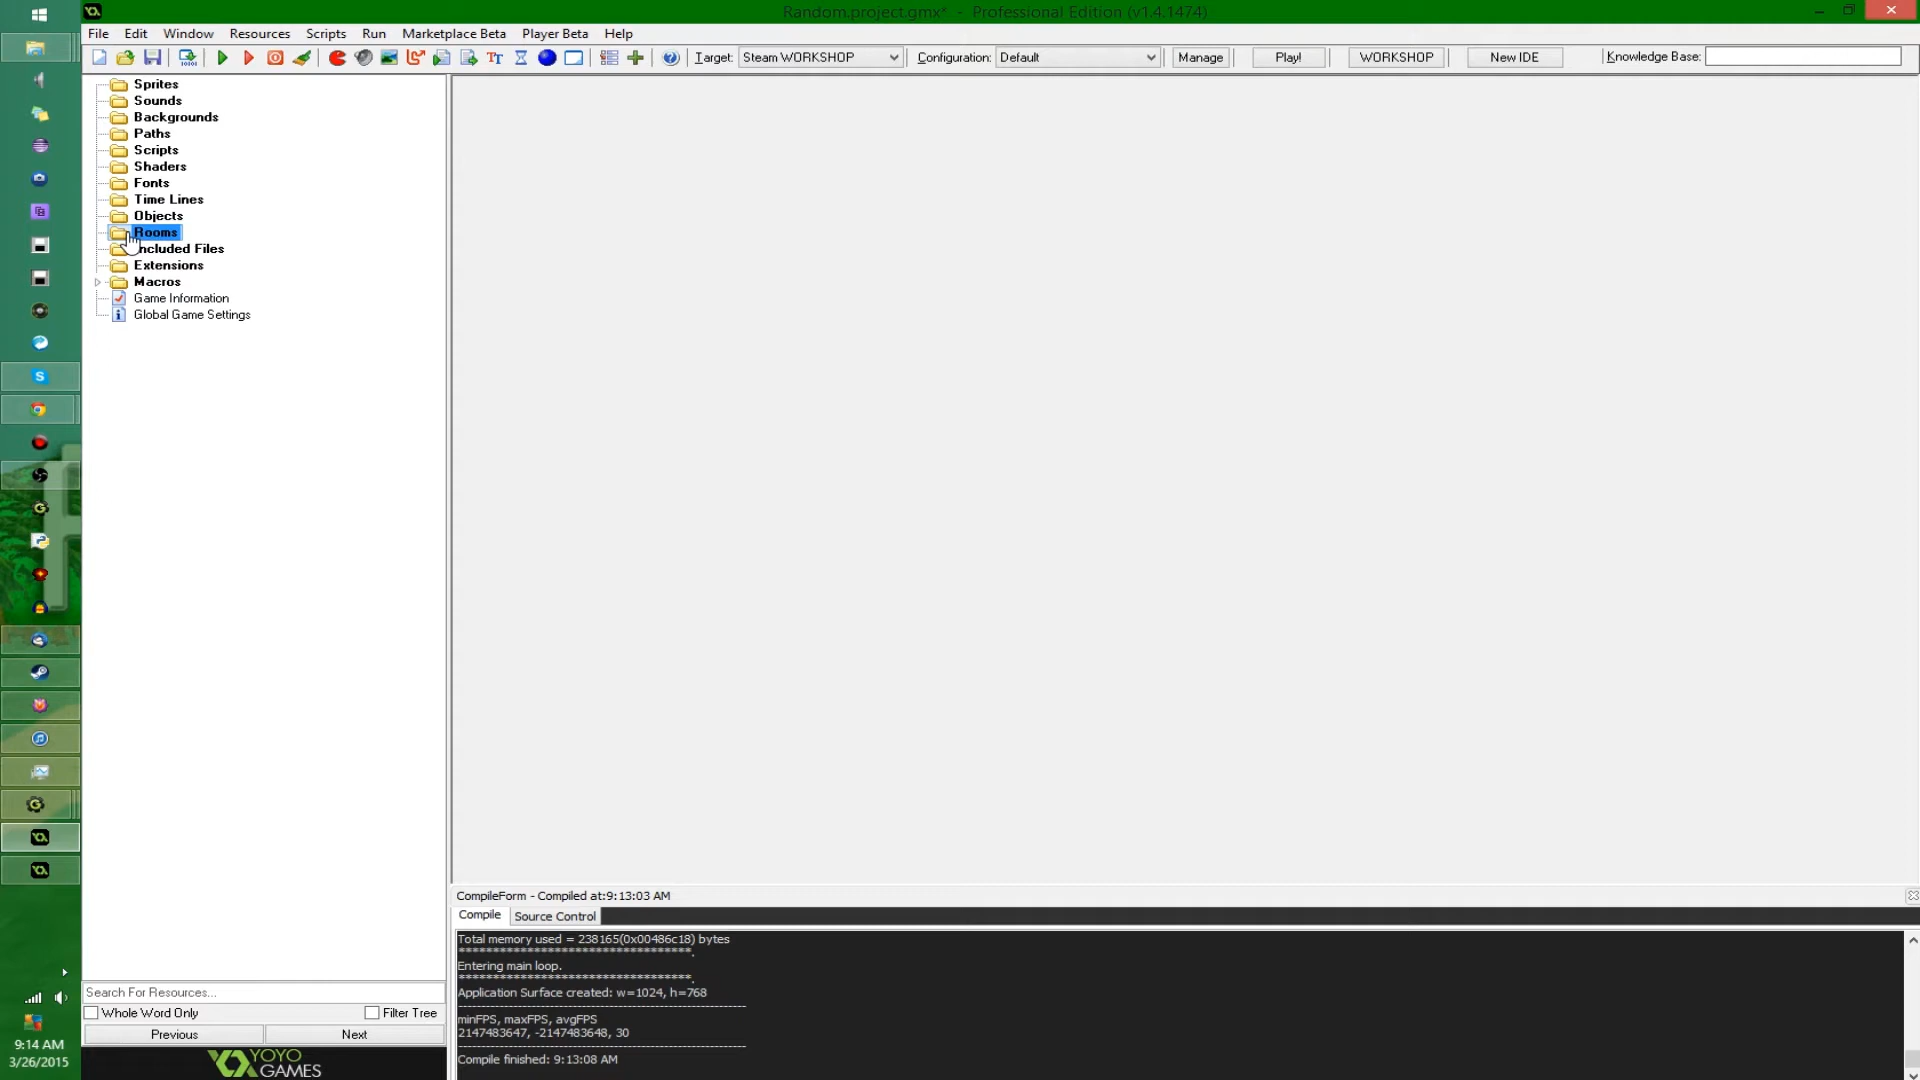 Random.project.gmx* - Professional Edition (v1.4.1474)
File Edit Window Resources Scripts Run Marketplace Beta Player Beta Help
Target: Steam WORKSHOP Configuration: Default Manage Play! WORKSHOP New IDE Knowledge Base:
Sprites
Sounds
Backgrounds
Paths
Scripts
Shaders
Fonts
Time Lines
Objects
Rooms
Included Files
Extensions
Macros
Game Information
Global Game Settings
CompileForm - Compiled at:9:13:03 AM
Compile Source Control
Total memory used = 238165(0x00486c18) bytes
**********************************.
Entering main loop.
**********************************.
Application Surface created: w=1024, h=768
minFPS, maxFPS, avgFPS
2147483647, -2147483648, 30
Compile finished: 9:13:08 AM
Search For Resources...
Whole Word Only Filter Tree
Previous Next
YOYO
GAMES
9:14 AM
3/26/2015